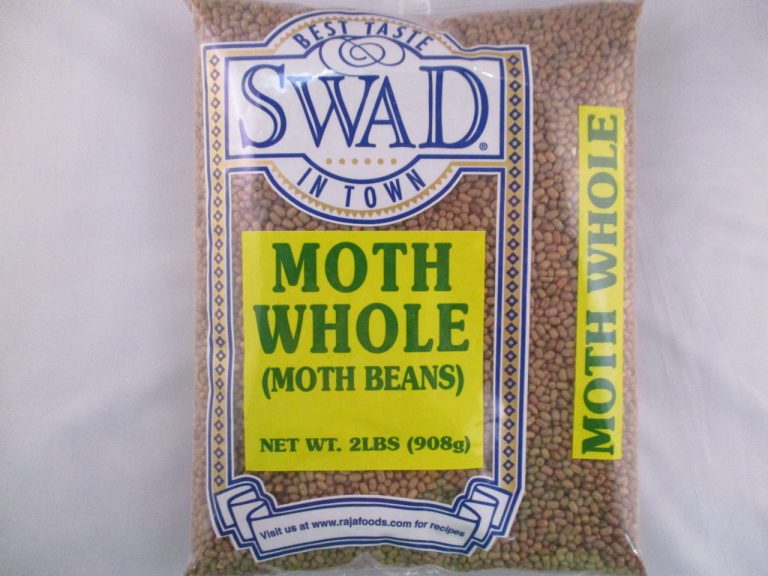 BEST TASTE
SWAD®
IN TOWN
MOTH
WHOLE
(MOTH BEANS)
NET WT. 2LBS (908g)
Visit us at www.rajafoods.com for recipes
MOTH WHOLE